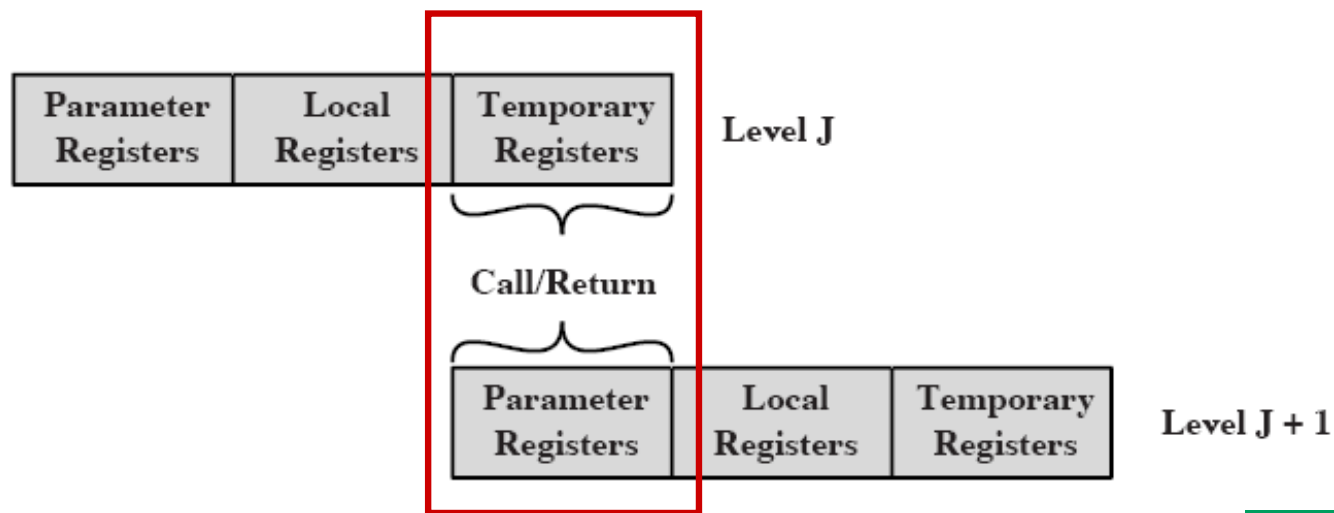 Parameter
Registers
Local
Registers
Temporary
Registers
Level J
Call/Return
Parameter
Registers
Local
Registers
Temporary
Registers
Level J + 1